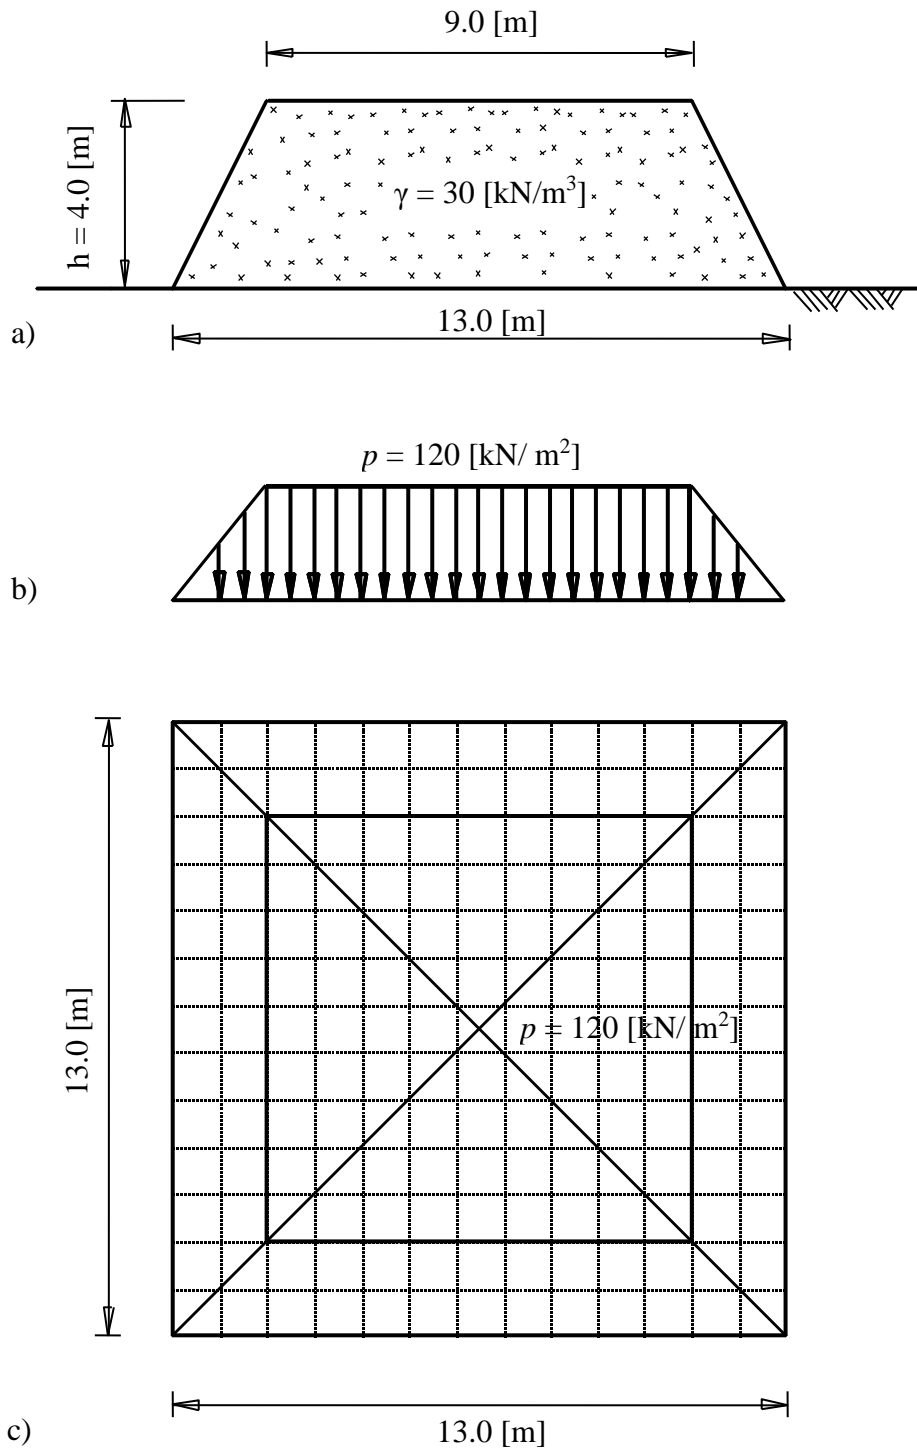 9.0 [m]
h = 4.0 [m]
γ = 30 [kN/m³]
a)
13.0 [m]
p = 120 [kN/ m²]
b)
13.0 [m]
p = 120 [kN/ m²]
c)
13.0 [m]